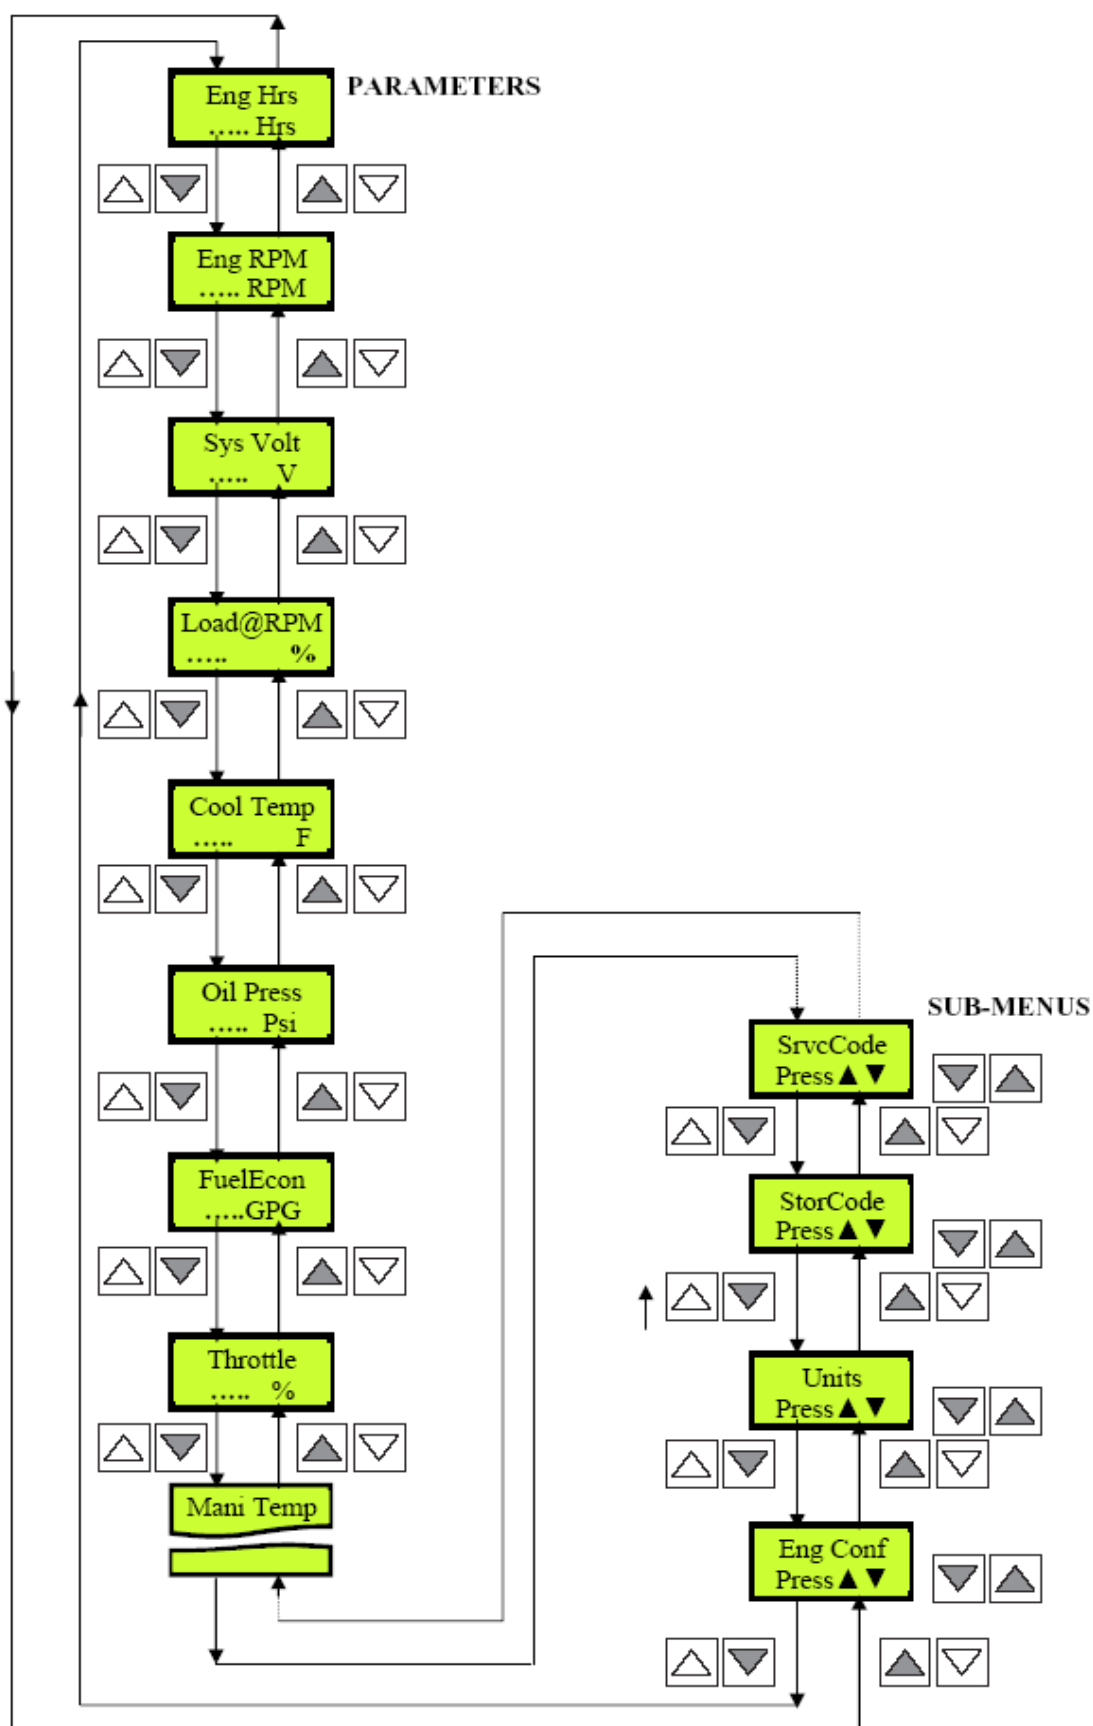 PARAMETERS
Eng Hrs
..... Hrs
Eng RPM
..... RPM
Sys Volt
..... V
Load@RPM
..... %
Cool Temp
..... F
Oil Press
..... Psi
FuelEcon
.....GPG
Throttle
..... %
Mani Temp
SUB-MENUS
SrvcCode
Press▲▼
StorCode
Press▲▼
Units
Press▲▼
Eng Conf
Press▲▼